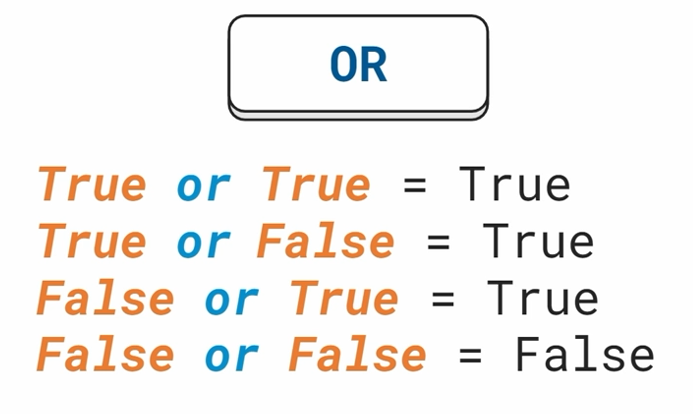 OR
True or True = True
True or False = True
False or True = True
False or False = False